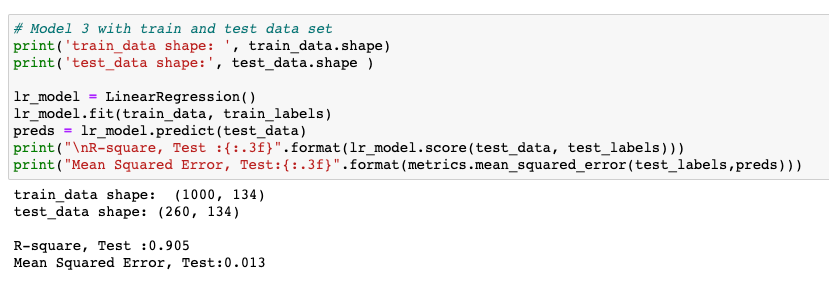 # Model 3 with train and test data set
print('train_data shape: ', train_data.shape)
print('test_data shape:', test_data.shape )
lr_model = LinearRegression()
lr_model.fit(train_data, train_labels)
preds = lr_model.predict(test_data)
print("\nR-square, Test :{:.3f}".format(lr_model.score(test_data, test_labels)))
print("Mean Squared Error, Test:{:.3f}".format(metrics.mean_squared_error(test_labels,preds)))
train_data shape:  (1000, 134)
test_data shape: (260, 134)
R-square, Test :0.905
Mean Squared Error, Test:0.013